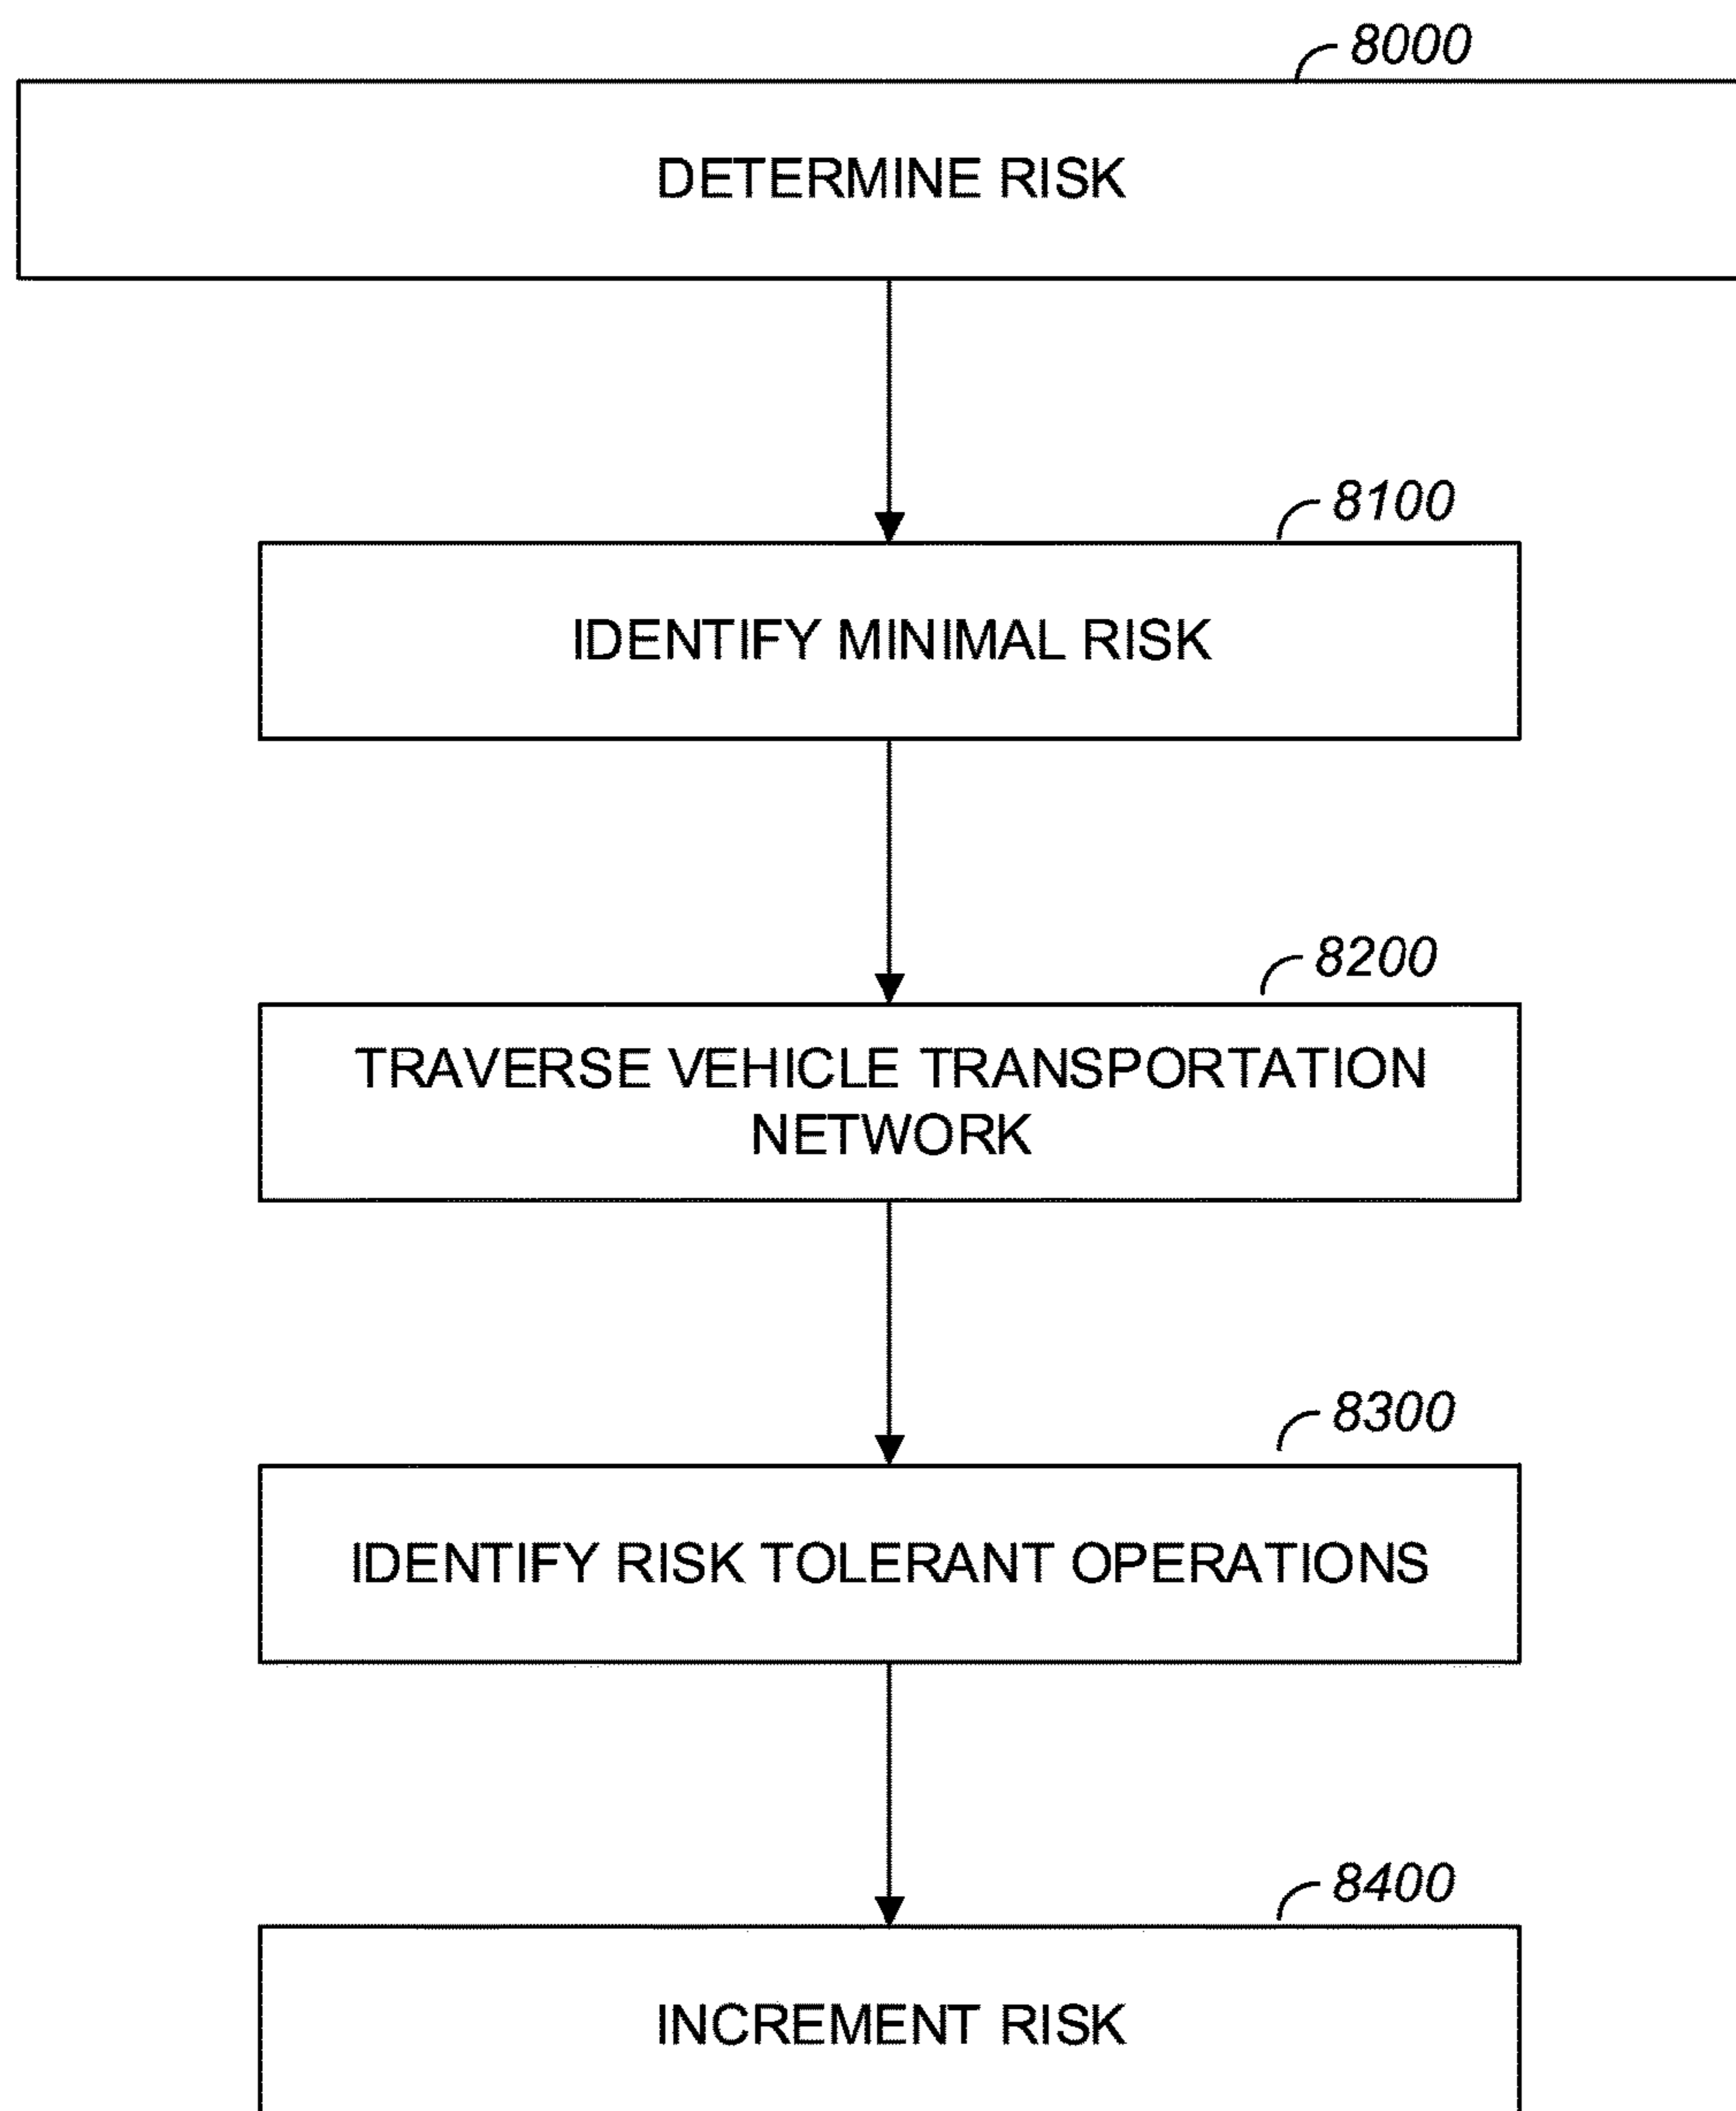 8000
DETERMINE RISK
8100
IDENTIFY MINIMAL RISK
8200
TRAVERSE VEHICLE TRANSPORTATION
NETWORK
8300
IDENTIFY RISK TOLERANT OPERATIONS
8400
INCREMENT RISK